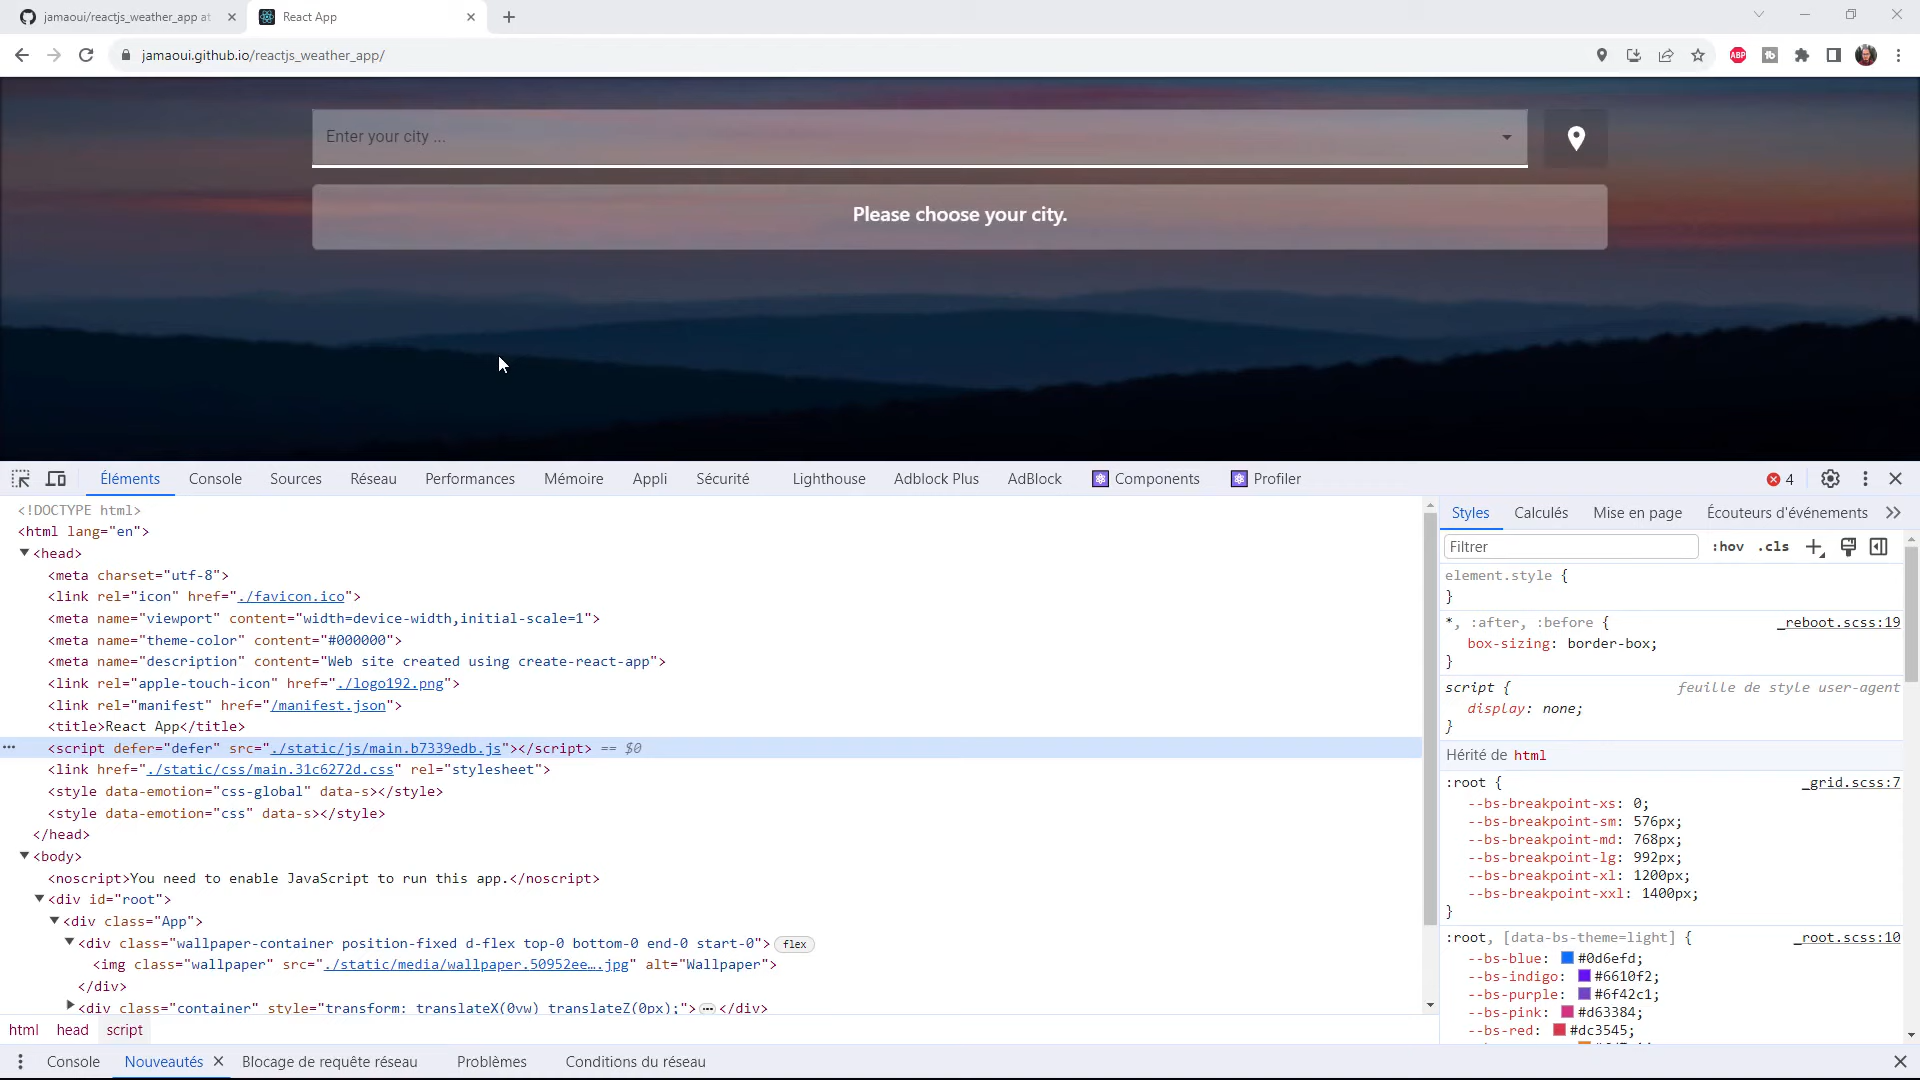 jamaoui/reactjs_weather_app at
React App
jamaoui.github.io/reactjs_weather_app/
ABP
Enter your city ...
Please choose your city.
Éléments Console Sources Réseau Performances Mémoire Appli Sécurité Lighthouse Adblock Plus AdBlock Components Profiler 4
<!DOCTYPE html>
<html lang="en">
<head>
<meta charset="utf-8">
<link rel="icon" href="./favicon.ico">
<meta name="viewport" content="width=device-width,initial-scale=1">
<meta name="theme-color" content="#000000">
<meta name="description" content="Web site created using create-react-app">
<link rel="apple-touch-icon" href="./logo192.png">
<link rel="manifest" href="/manifest.json">
<title>React App</title>
<script defer="defer" src="./static/js/main.b7339edb.js"></script> == $0
<link href="./static/css/main.31c6272d.css" rel="stylesheet">
<style data-emotion="css-global" data-s></style>
<style data-emotion="css" data-s></style>
</head>
<body>
<noscript>You need to enable JavaScript to run this app.</noscript>
<div id="root">
<div class="App">
<div class="wallpaper-container position-fixed d-flex top-0 bottom-0 end-0 start-0"> flex
<img class="wallpaper" src="./static/media/wallpaper.50952ee….jpg" alt="Wallpaper">
</div>
<div class="container" style="transform: translateX(0vw) translateZ(0px);"> … </div>
html head script
Styles Calculés Mise en page Écouteurs d'événements
Filtrer :hov .cls
element.style {
}
*, :after, :before { _reboot.scss:19
box-sizing: border-box;
}
script { feuille de style user-agent
display: none;
}
Hérité de html
:root { _grid.scss:7
--bs-breakpoint-xs: 0;
--bs-breakpoint-sm: 576px;
--bs-breakpoint-md: 768px;
--bs-breakpoint-lg: 992px;
--bs-breakpoint-xl: 1200px;
--bs-breakpoint-xxl: 1400px;
}
:root, [data-bs-theme=light] { _root.scss:10
--bs-blue: #0d6efd;
--bs-indigo: #6610f2;
--bs-purple: #6f42c1;
--bs-pink: #d63384;
--bs-red: #dc3545;
Console Nouveautés Blocage de requête réseau Problèmes Conditions du réseau